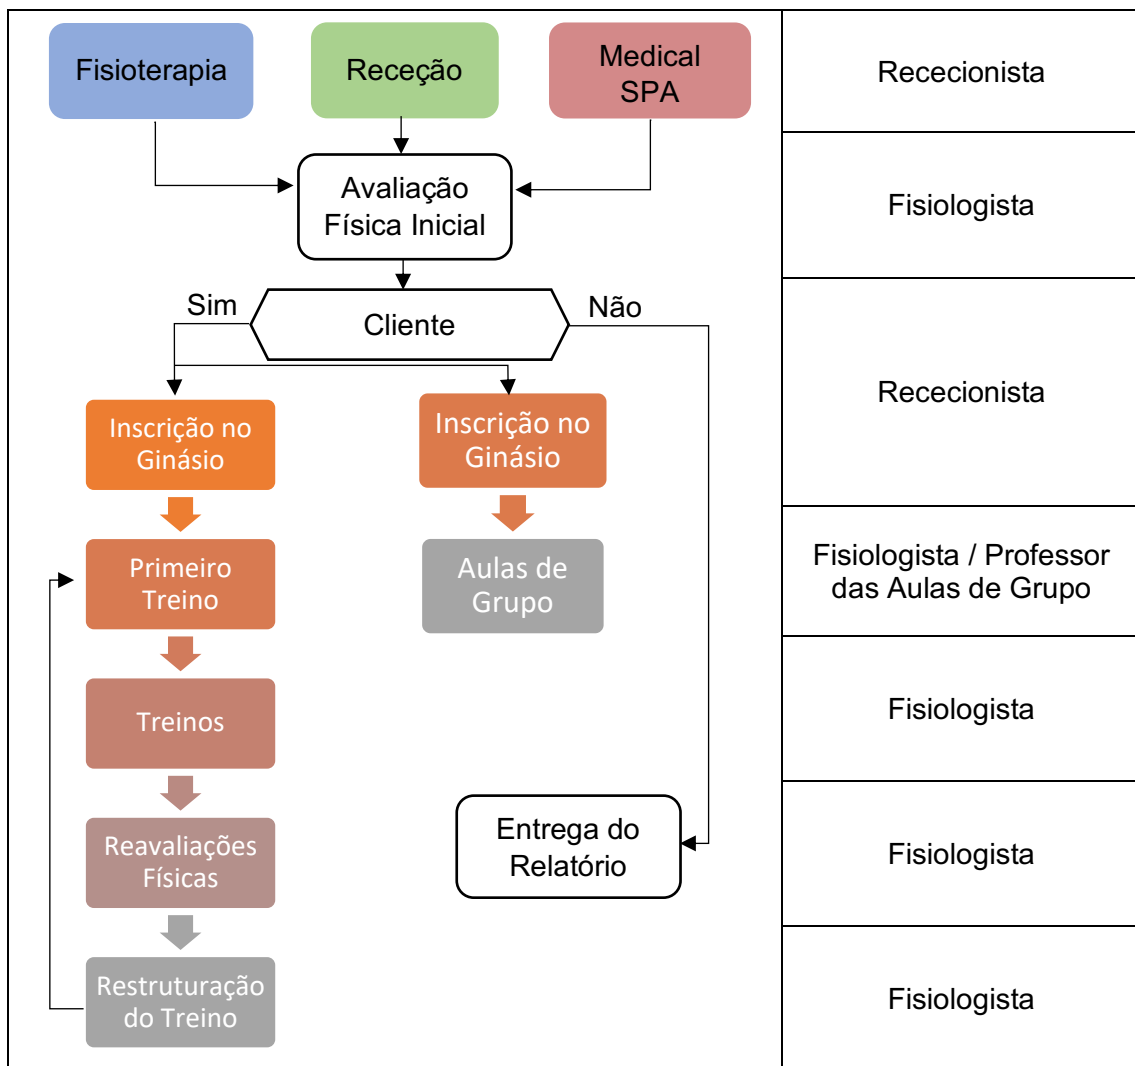 Fisioterapia
Receção
Medical
SPA
Rececionista
Avaliação
Física Inicial
Fisiologista
Sim
Cliente
Não
Rececionista
Inscrição no
Ginásio
Inscrição no
Ginásio
Primeiro
Treino
Aulas de
Grupo
Fisiologista / Professor
das Aulas de Grupo
Treinos
Fisiologista
Reavaliações
Físicas
Entrega do
Relatório
Fisiologista
Restruturação
do Treino
Fisiologista